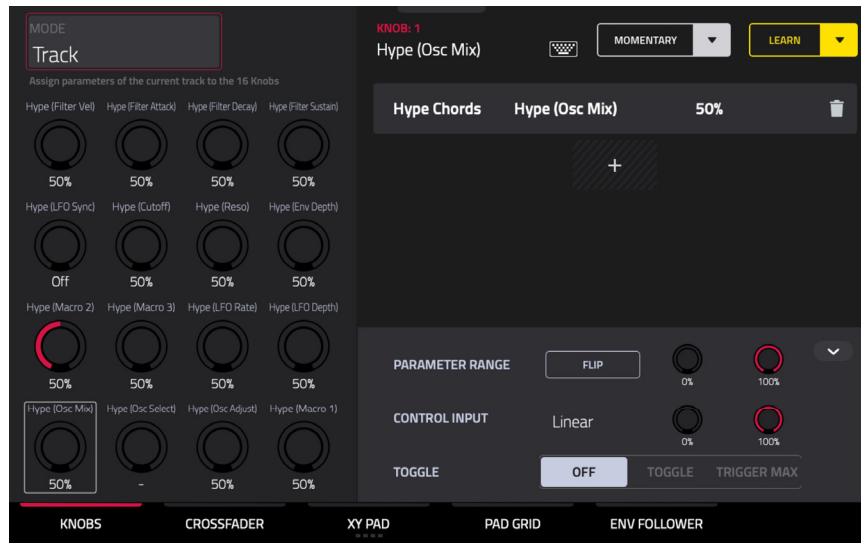 MODE
Track
Assign parameters of the current track to the 16 Knobs
Hype (Filter Vel) Hype (Filter Attack) Hype (Filter Decay) Hype (Filter Sustain)
50% 50% 50% 50%
Hype (LFO Sync) Hype (Cutoff) Hype (Reso) Hype (Env Depth)
Off 50% 50% 50%
Hype (Macro 2) Hype (Macro 3) Hype (LFO Rate) Hype (LFO Depth)
50% 50% 50% 50%
Hype (Osc Mix) Hype (Osc Select) Hype (Osc Adjust) Hype (Macro 1)
50% - 50% 50%
KNOB: 1
Hype (Osc Mix) MOMENTARY LEARN
Hype Chords Hype (Osc Mix) 50%
+
PARAMETER RANGE FLIP 0% 100%
CONTROL INPUT Linear 0% 100%
TOGGLE OFF TOGGLE TRIGGER MAX
KNOBS CROSSFADER XY PAD PAD GRID ENV FOLLOWER